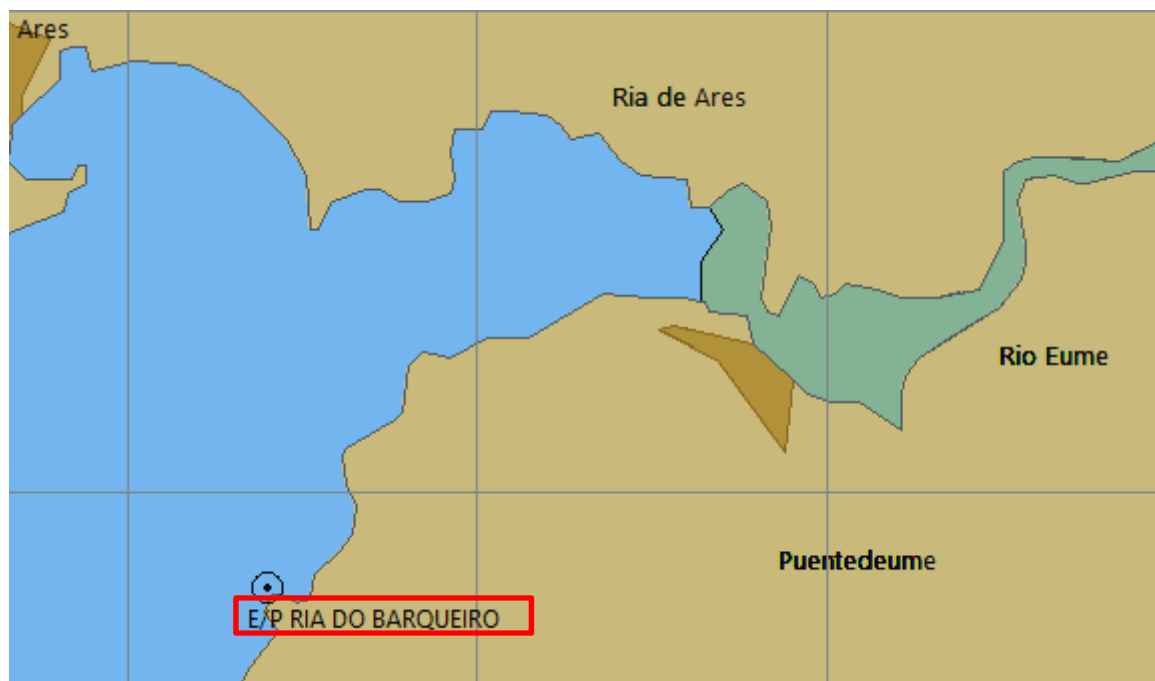 Ares
Ria de Ares
Rio Eume
Puentedeume
E/P RIA DO BARQUEIRO